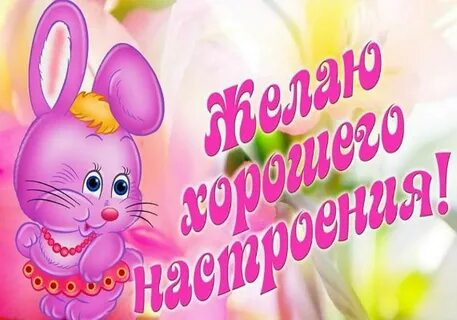 Желаю
хорошего
настроения!